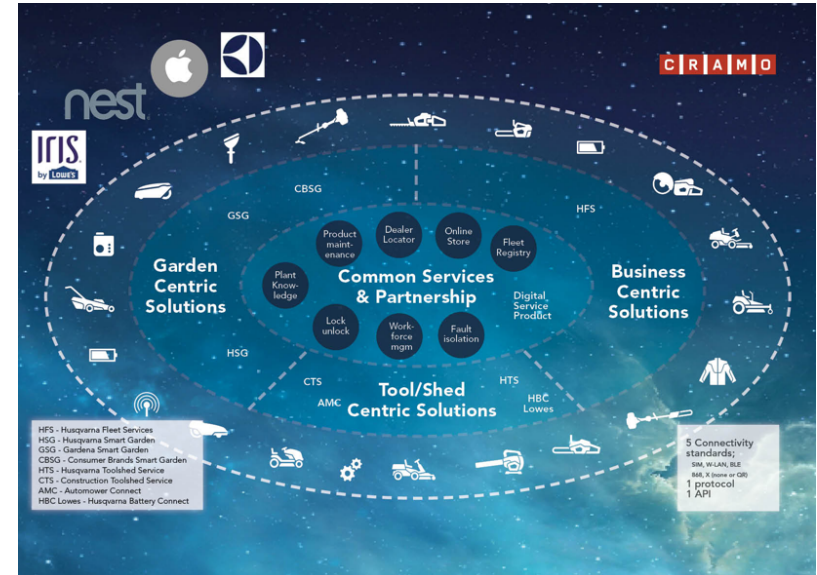 nest
CRAMO
IRIS
by LOWE'S
CBSG
GSG
HFS
Product
maint-
enance
Dealer
Locator
Online
Store
Fleet
Registry
Garden
Centric
Solutions
Plant
Know-
ledge
Common Services
& Partnership
Digital
Service
Product
Business
Centric
Solutions
Lock
unlock
Work-
force
mgm
Fault
isolation
HSG
CTS
AMC
Tool/Shed
Centric Solutions
HTS
HBC
Lowes
HFS - Husqvarna Fleet Services
HSG - Husqvarna Smart Garden
GSG - Gardena Smart Garden
CBSG - Consumer Brands Smart Garden
HTS - Husqvarna Toolshed Service
CTS - Construction Toolshed Service
AMC - Automower Connect
HBC Lowes - Husqvarna Battery Connect
5 Connectivity
standards;
SIM, W-LAN, BLE
868, X (none or QR)
1 protocol
1 API